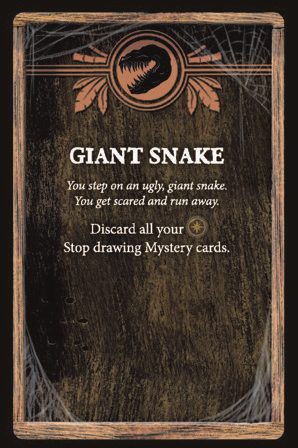 GIANT SNAKE
You step on an ugly, giant snake.
You get scared and run away.
Discard all your
Stop drawing Mystery cards.